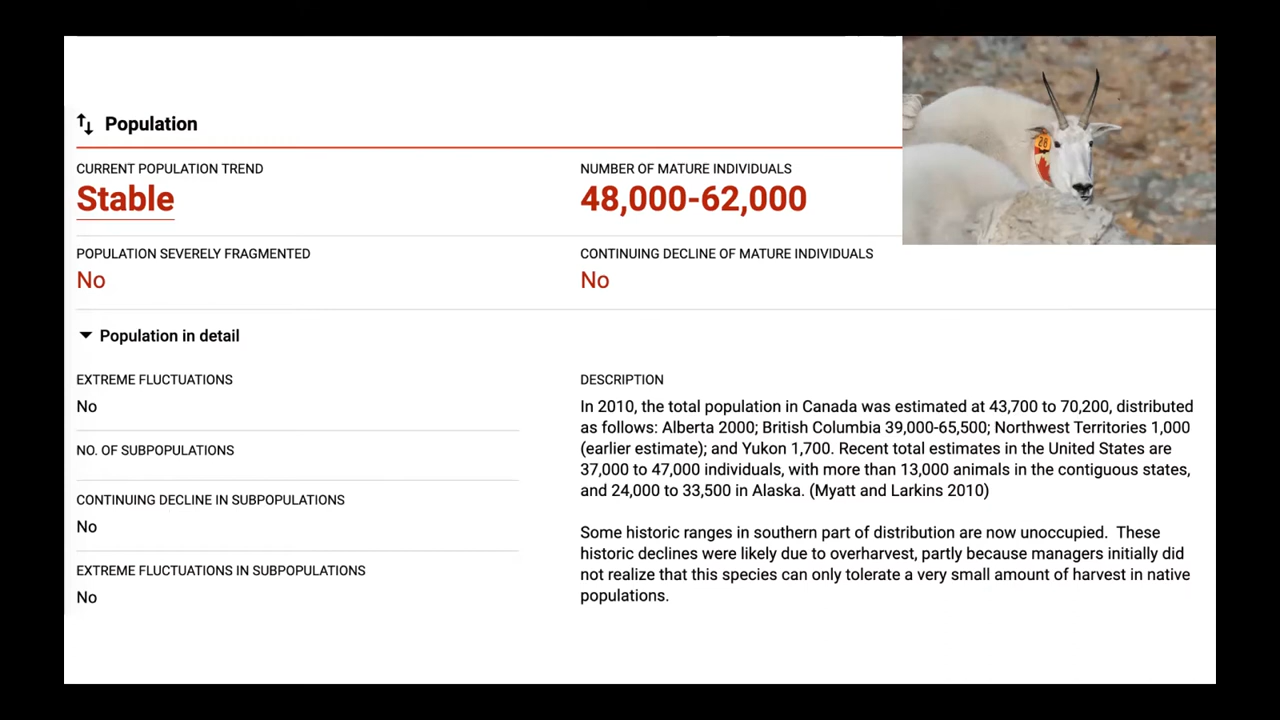 Population
CURRENT POPULATION TREND
Stable
NUMBER OF MATURE INDIVIDUALS
48,000-62,000
POPULATION SEVERELY FRAGMENTED
No
CONTINUING DECLINE OF MATURE INDIVIDUALS
No
Population in detail
EXTREME FLUCTUATIONS
No
NO. OF SUBPOPULATIONS
CONTINUING DECLINE IN SUBPOPULATIONS
No
EXTREME FLUCTUATIONS IN SUBPOPULATIONS
No
DESCRIPTION
In 2010, the total population in Canada was estimated at 43,700 to 70,200, distributed
as follows: Alberta 2000; British Columbia 39,000-65,500; Northwest Territories 1,000
(earlier estimate); and Yukon 1,700. Recent total estimates in the United States are
37,000 to 47,000 individuals, with more than 13,000 animals in the contiguous states,
and 24,000 to 33,500 in Alaska. (Myatt and Larkins 2010)
Some historic ranges in southern part of distribution are now unoccupied.  These
historic declines were likely due to overharvest, partly because managers initially did
not realize that this species can only tolerate a very small amount of harvest in native
populations.
28